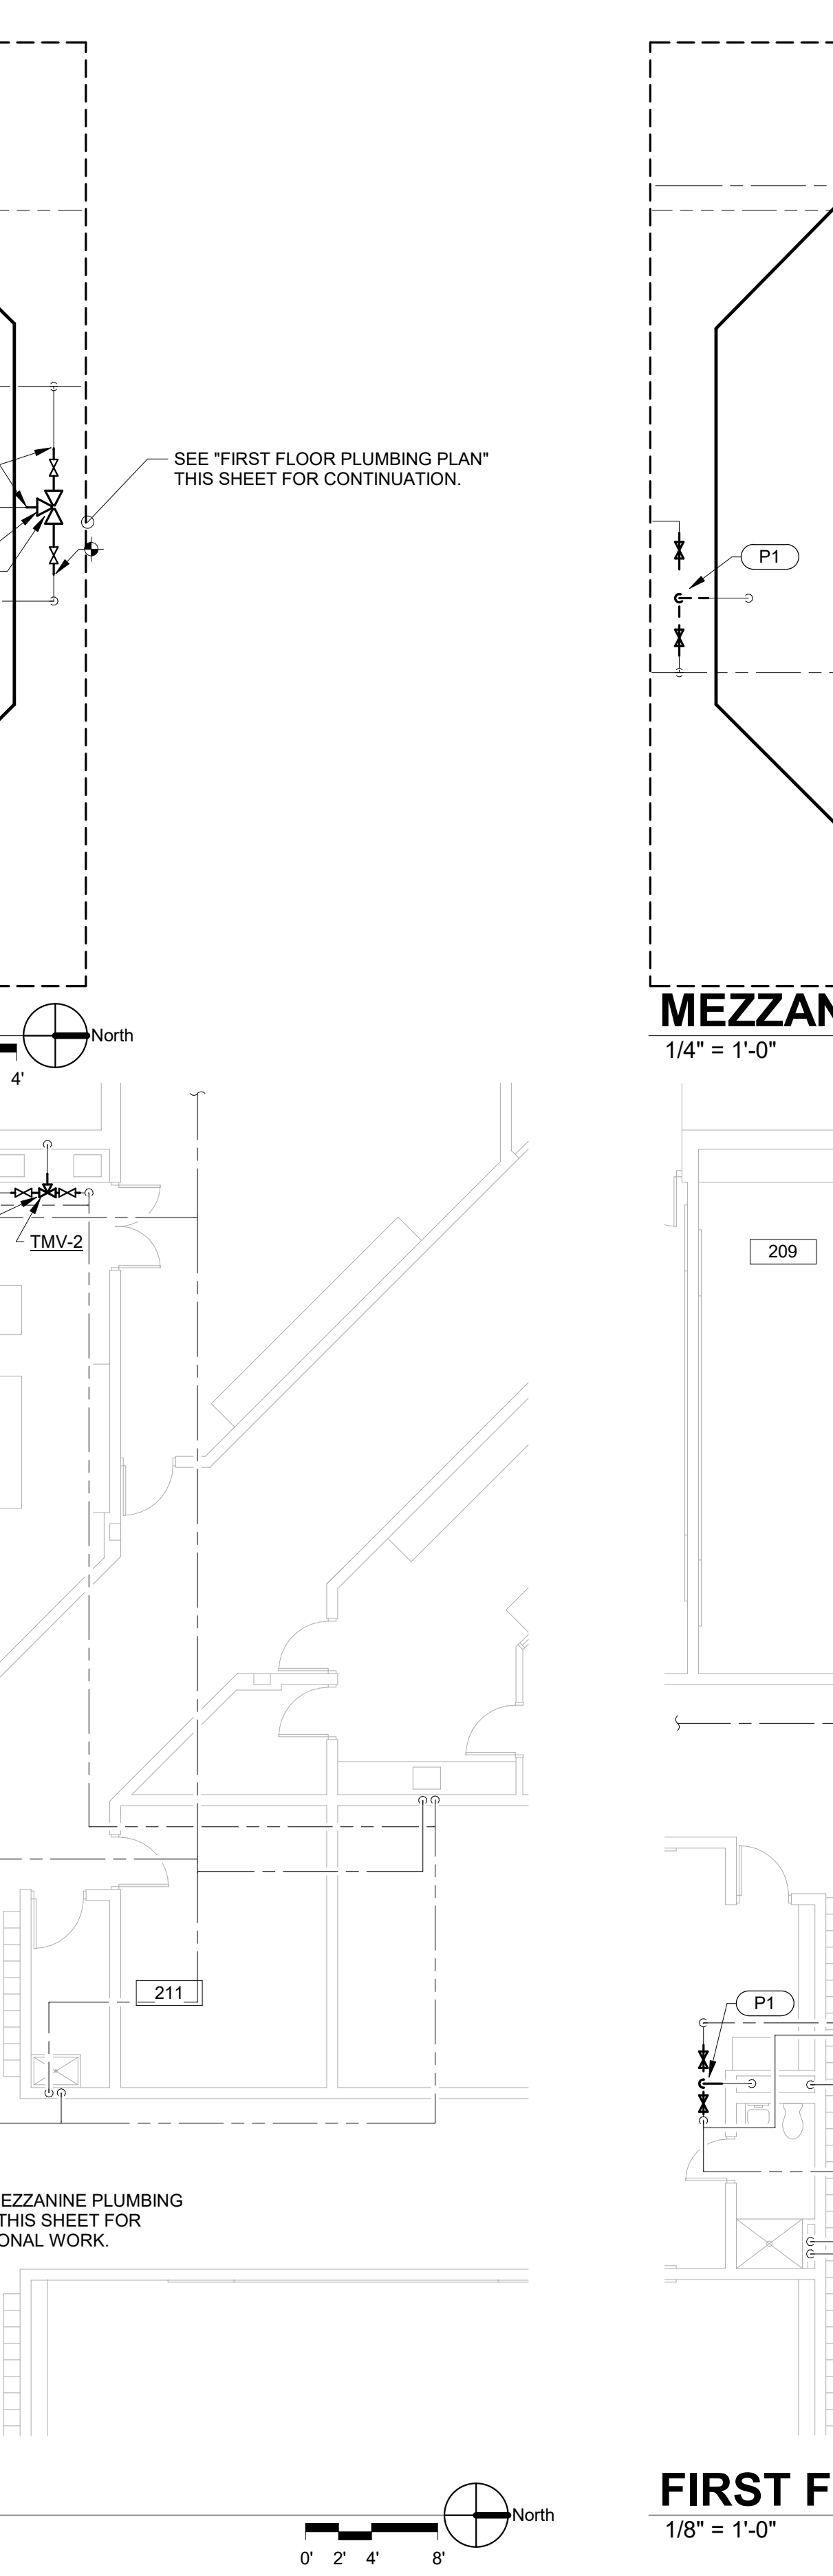 SEE "FIRST FLOOR PLUMBING PLAN"
THIS SHEET FOR CONTINUATION.
P1
North
4'
MEZZAN
1/4" = 1'-0"
TMV-2
209
211
P1
EZZANINE PLUMBING
THIS SHEET FOR
ONAL WORK.
North
0' 2' 4' 8'
FIRST F
1/8" = 1'-0"